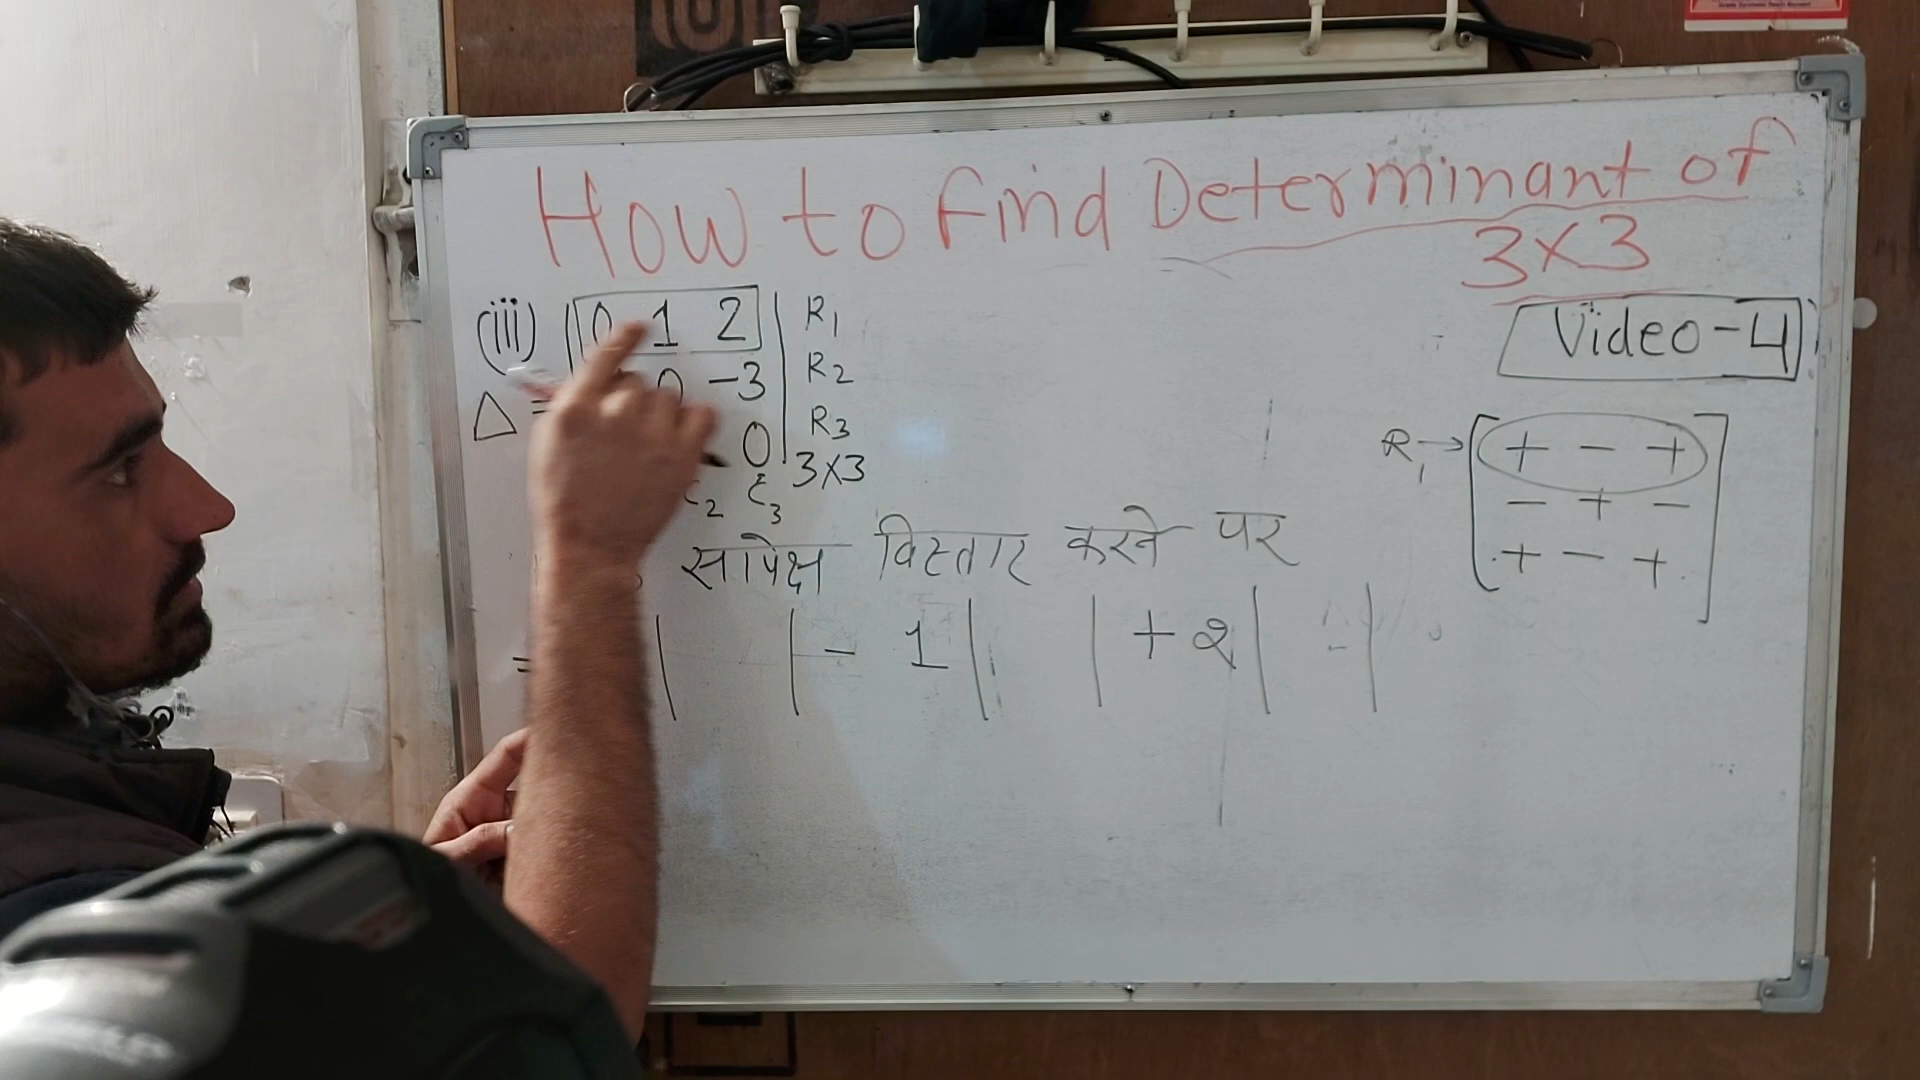 How to Find Determinant of
3×3
Video-4
(iii) | 0 1 2 | R1
Δ = 0 -3 R2
0 R3
3×3
2 C3
सापेक्ष विस्तार करने पर
= | | - 1 | | + 2 | |
R1→ [ + - +
- + -
+ - + ]